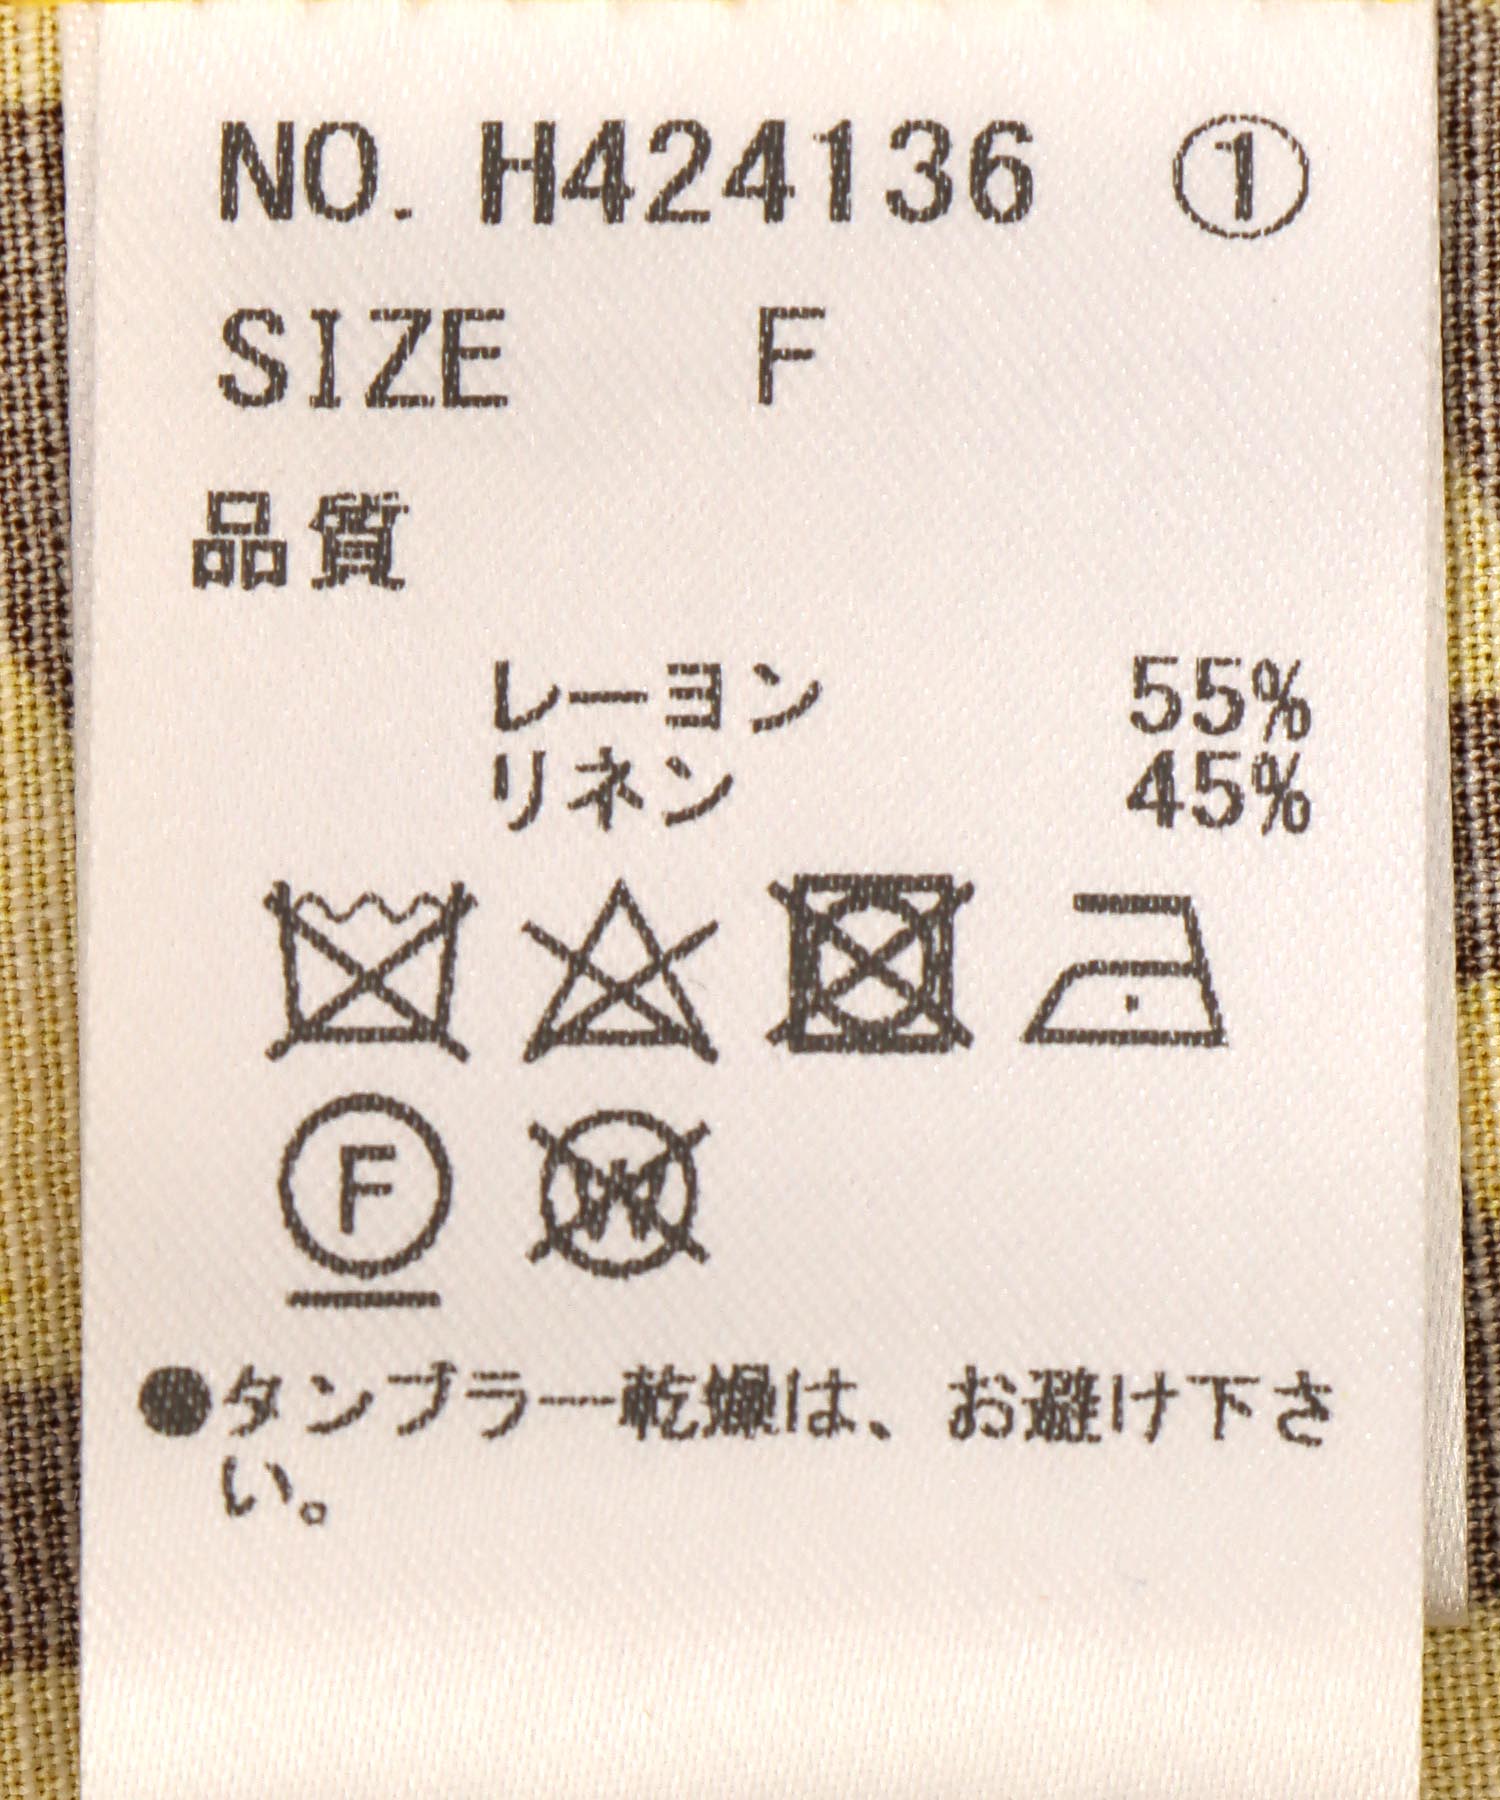 NO. H424136 ①
SIZE F
品質
レーヨン 55%
リネン 45%
F
W
●タンブラー乾燥は、お避け下さ
い。